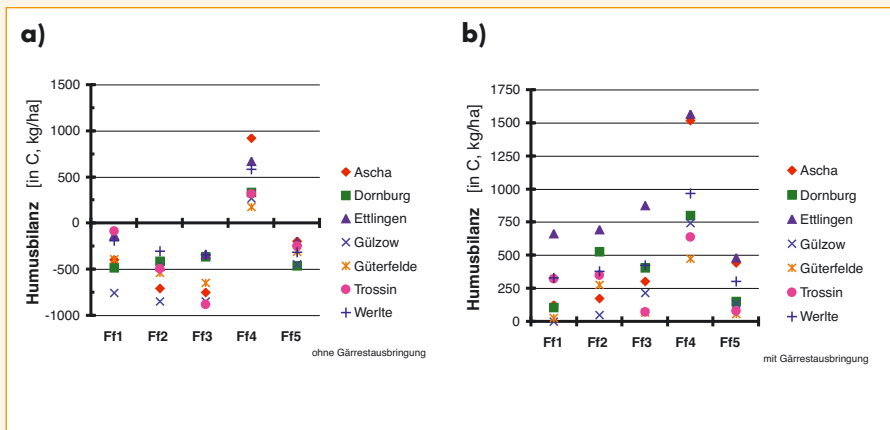 a)
Humusbilanz [in C, kg/ha]
1500
1000
500
0
-500
-1000
Ff1 Ff2 Ff3 Ff4 Ff5
ohne Gärrestausbringung
Ascha
Dornburg
Ettlingen
Gülzow
Güterfelde
Trossin
Werlte
b)
Humusbilanz [in C, kg/ha]
1750
1500
1250
1000
750
500
250
0
Ff1 Ff2 Ff3 Ff4 Ff5
mit Gärrestausbringung
Ascha
Dornburg
Ettlingen
Gülzow
Güterfelde
Trossin
Werlte